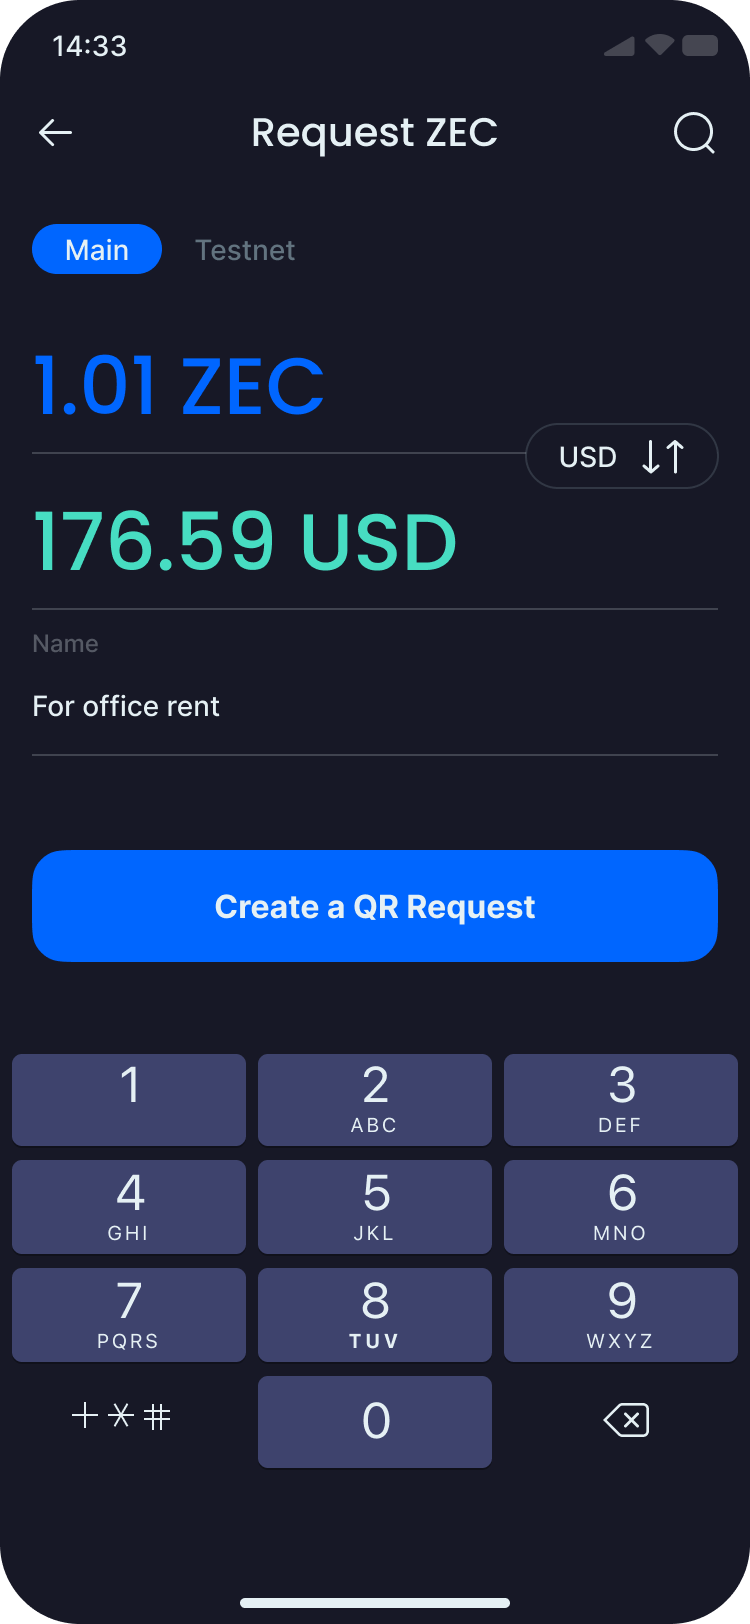 14:33
Request ZEC
Main
Testnet
1.01 ZEC
USD
176.59 USD
Name
For office rent
Create a QR Request
1
2
ABC
3
DEF
4
GHI
5
JKL
6
MNO
7
PQRS
8
TUV
9
WXYZ
+ * #
0